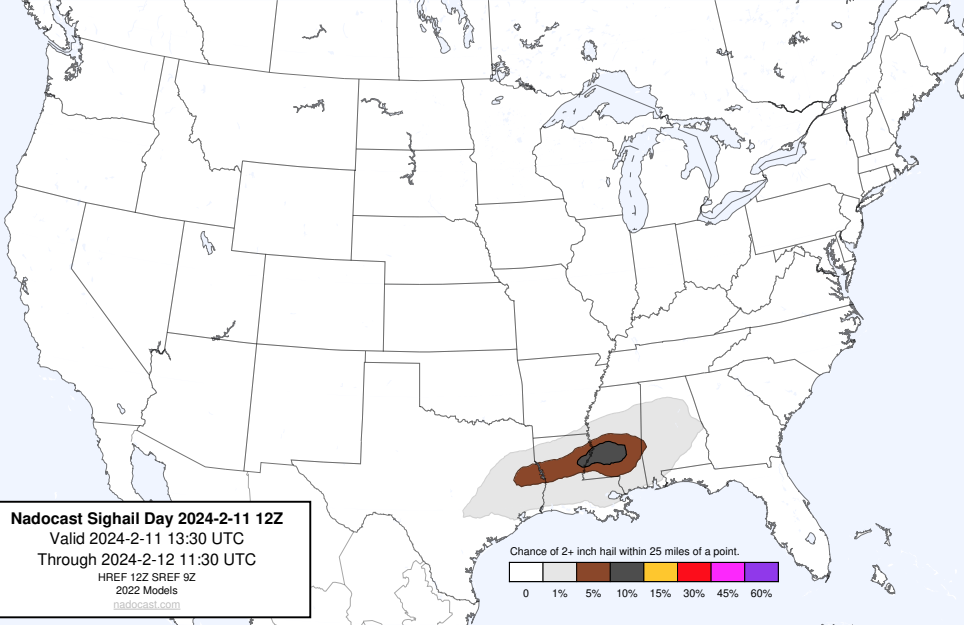 Nadocast Sighail Day 2024-2-11 12Z
Valid 2024-2-11 13:30 UTC
Through 2024-2-12 11:30 UTC
HREF 12Z SREF 9Z
2022 Models
nadocast.com
Chance of 2+ inch hail within 25 miles of a point.
0 1% 5% 10% 15% 30% 45% 60%